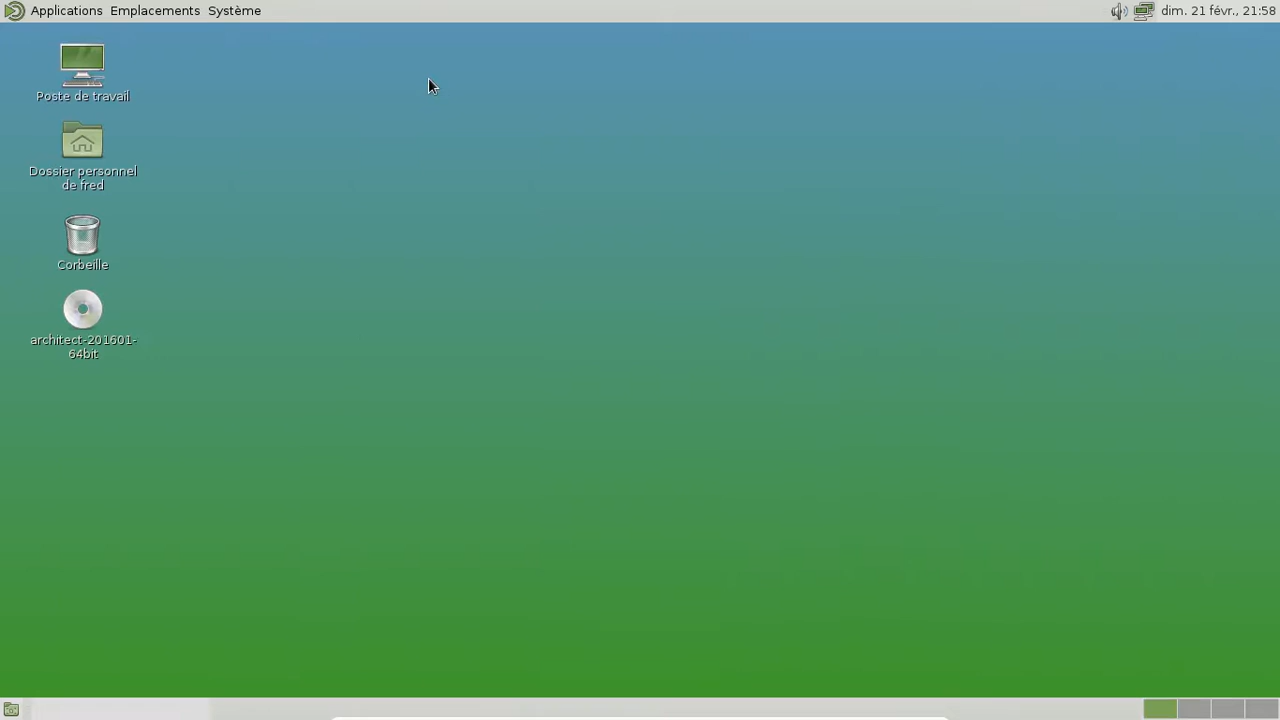 Applications Emplacements Système
dim. 21 févr., 21:58
Poste de travail
Dossier personnel
de fred
Corbeille
architect-201601-
64bit